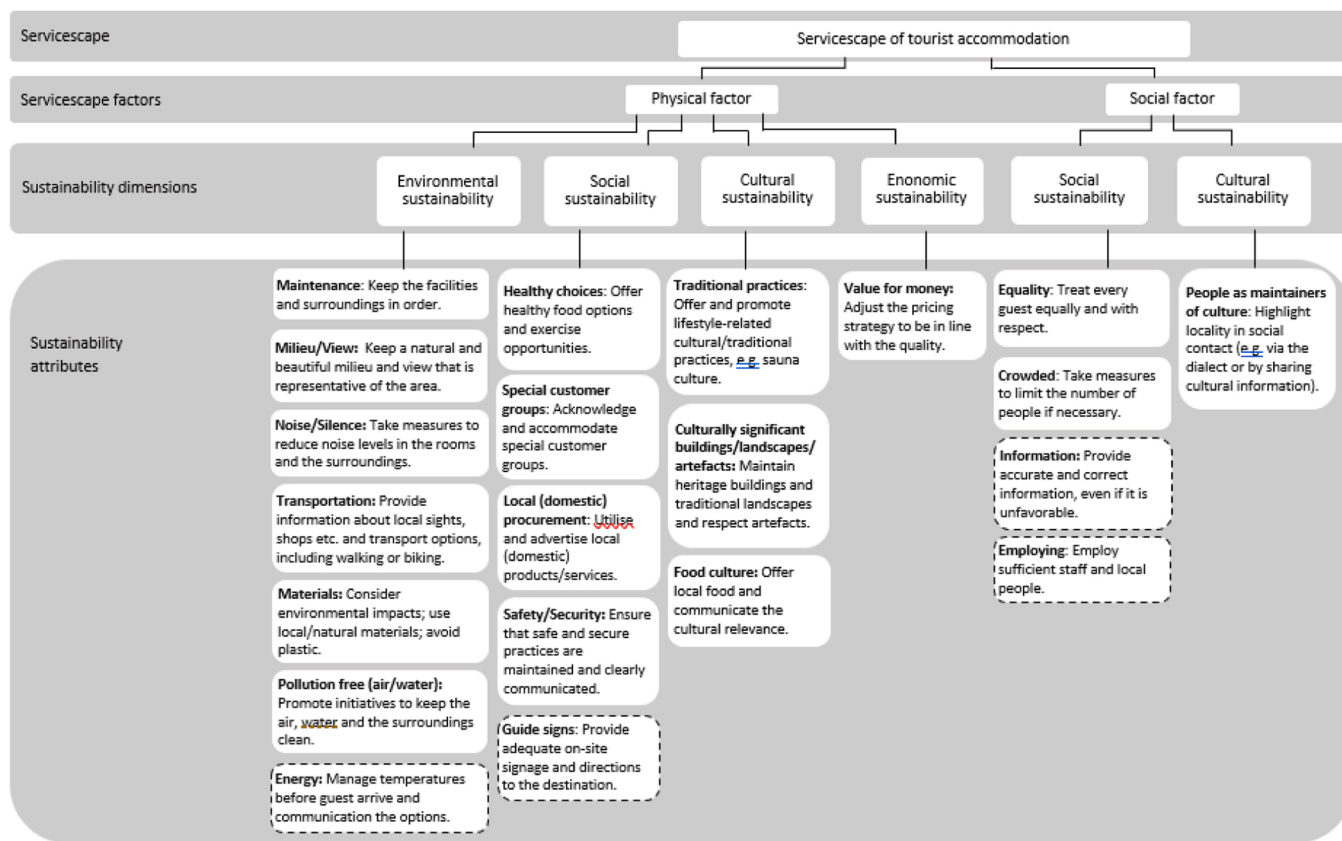 Servicescape
Servicescape of tourist accommodation
Servicescape factors
Physical factor
Social factor
Sustainability dimensions
Environmental
sustainability
Social
sustainability
Cultural
sustainability
Enonomic
sustainability
Social
sustainability
Cultural
sustainability
Sustainability
attributes
Maintenance: Keep the facilities
and surroundings in order.
Milieu/View: Keep a natural and
beautiful milieu and view that is
representative of the area.
Noise/Silence: Take measures to
reduce noise levels in the rooms
and the surroundings.
Transportation: Provide
information about local sights,
shops etc. and transport options,
including walking or biking.
Materials: Consider
environmental impacts; use
local/natural materials; avoid
plastic.
Pollution free (air/water):
Promote initiatives to keep the
air, water and the surroundings
clean.
Energy: Manage temperatures
before guest arrive and
communication the options.
Healthy choices: Offer
healthy food options
and exercise
opportunities.
Special customer
groups: Acknowledge
and accommodate
special customer
groups.
Local (domestic)
procurement: Utilise
and advertise local
(domestic)
products/services.
Safety/Security: Ensure
that safe and secure
practices are
maintained and clearly
communicated.
Guide signs: Provide
adequate on-site
signage and directions
to the destination.
Traditional practices:
Offer and promote
lifestyle-related
cultural/traditional
practices, e.g. sauna
culture.
Culturally significant
buildings/landscapes/
artefacts: Maintain
heritage buildings and
traditional landscapes
and respect artefacts.
Food culture: Offer
local food and
communicate the
cultural relevance.
Value for money:
Adjust the pricing
strategy to be in line
with the quality.
Equality: Treat every
guest equally and with
respect.
Crowded: Take measures
to limit the number of
people if necessary.
Information: Provide
accurate and correct
information, even if it is
unfavorable.
Employing: Employ
sufficient staff and local
people.
People as maintainers
of culture: Highlight
locality in social
contact (e.g. via the
dialect or by sharing
cultural information).